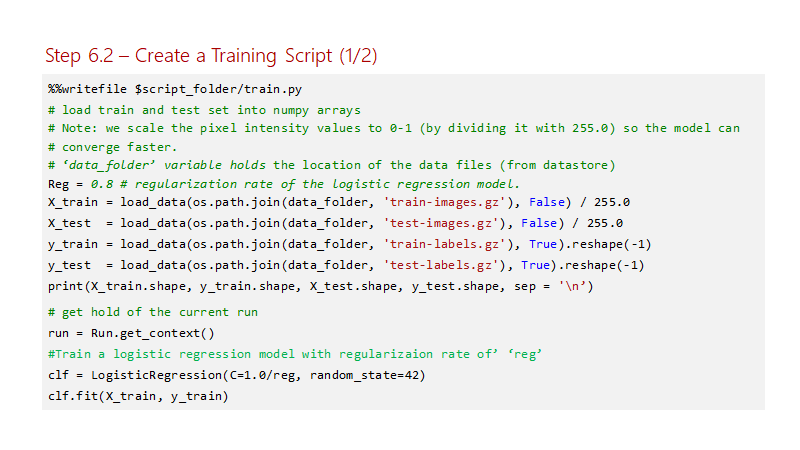 Step 6.2 – Create a Training Script (1/2)
%%writefile $script_folder/train.py
# load train and test set into numpy arrays
# Note: we scale the pixel intensity values to 0-1 (by dividing it with 255.0) so the model can
# converge faster.
# ‘data_folder’ variable holds the location of the data files (from datastore)
Reg = 0.8 # regularization rate of the logistic regression model.
X_train = load_data(os.path.join(data_folder, 'train-images.gz'), False) / 255.0
X_test  = load_data(os.path.join(data_folder, 'test-images.gz'), False) / 255.0
y_train = load_data(os.path.join(data_folder, 'train-labels.gz'), True).reshape(-1)
y_test  = load_data(os.path.join(data_folder, 'test-labels.gz'), True).reshape(-1)
print(X_train.shape, y_train.shape, X_test.shape, y_test.shape, sep = '\n’)
# get hold of the current run
run = Run.get_context()
#Train a logistic regression model with regularizaion rate of’ ‘reg’
clf = LogisticRegression(C=1.0/reg, random_state=42)
clf.fit(X_train, y_train)